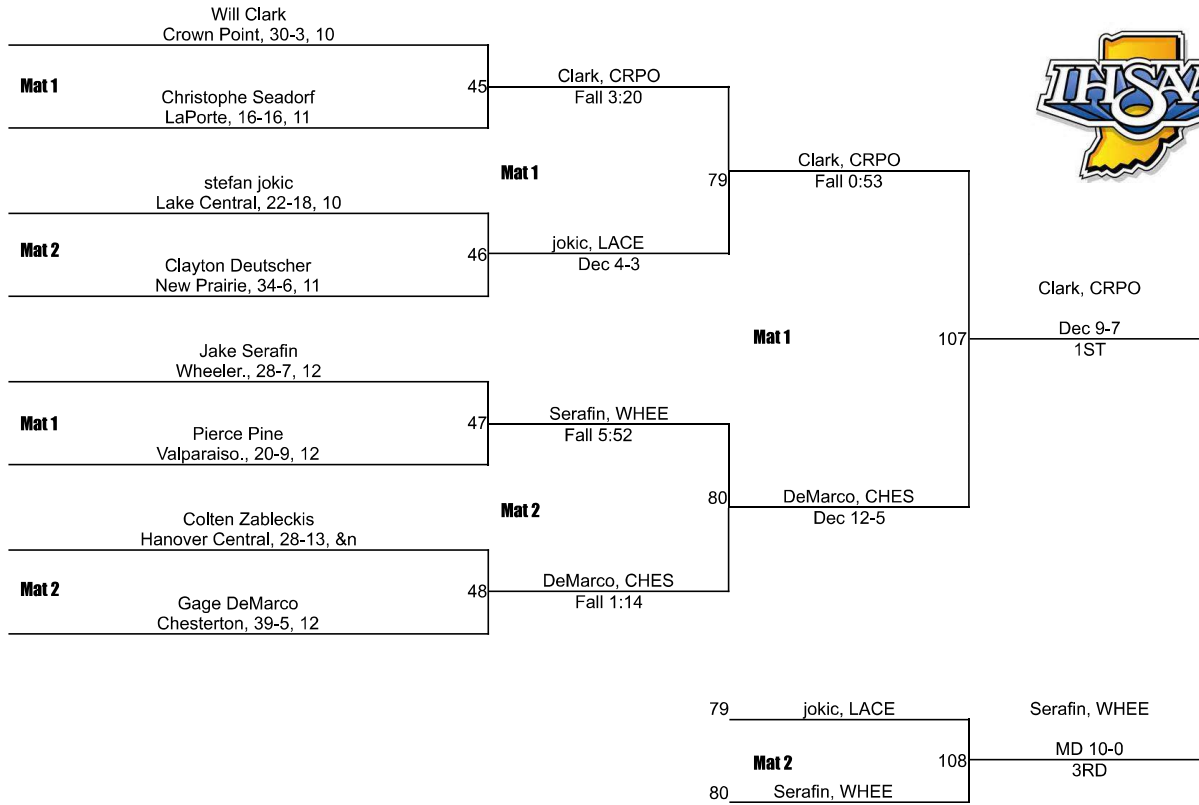 Will Clark
Crown Point, 30-3, 10
Mat 1
45
Christophe Seadorf
LaPorte, 16-16, 11
Clark, CRPO
Fall 3:20
stefan jokic
Lake Central, 22-18, 10
Mat 2
46
Clayton Deutscher
New Prairie, 34-6, 11
jokic, LACE
Dec 4-3
Mat 1
79
Clark, CRPO
Fall 0:53
Jake Serafin
Wheeler., 28-7, 12
Mat 1
47
Pierce Pine
Valparaiso., 20-9, 12
Serafin, WHEE
Fall 5:52
Colten Zableckis
Hanover Central, 28-13, &n
Mat 2
48
Gage DeMarco
Chesterton, 39-5, 12
DeMarco, CHES
Fall 1:14
Mat 2
80
DeMarco, CHES
Dec 12-5
Mat 1
107
Clark, CRPO
Dec 9-7
1ST
IHSAA
79
jokic, LACE
Mat 2
108
80
Serafin, WHEE
Serafin, WHEE
MD 10-0
3RD